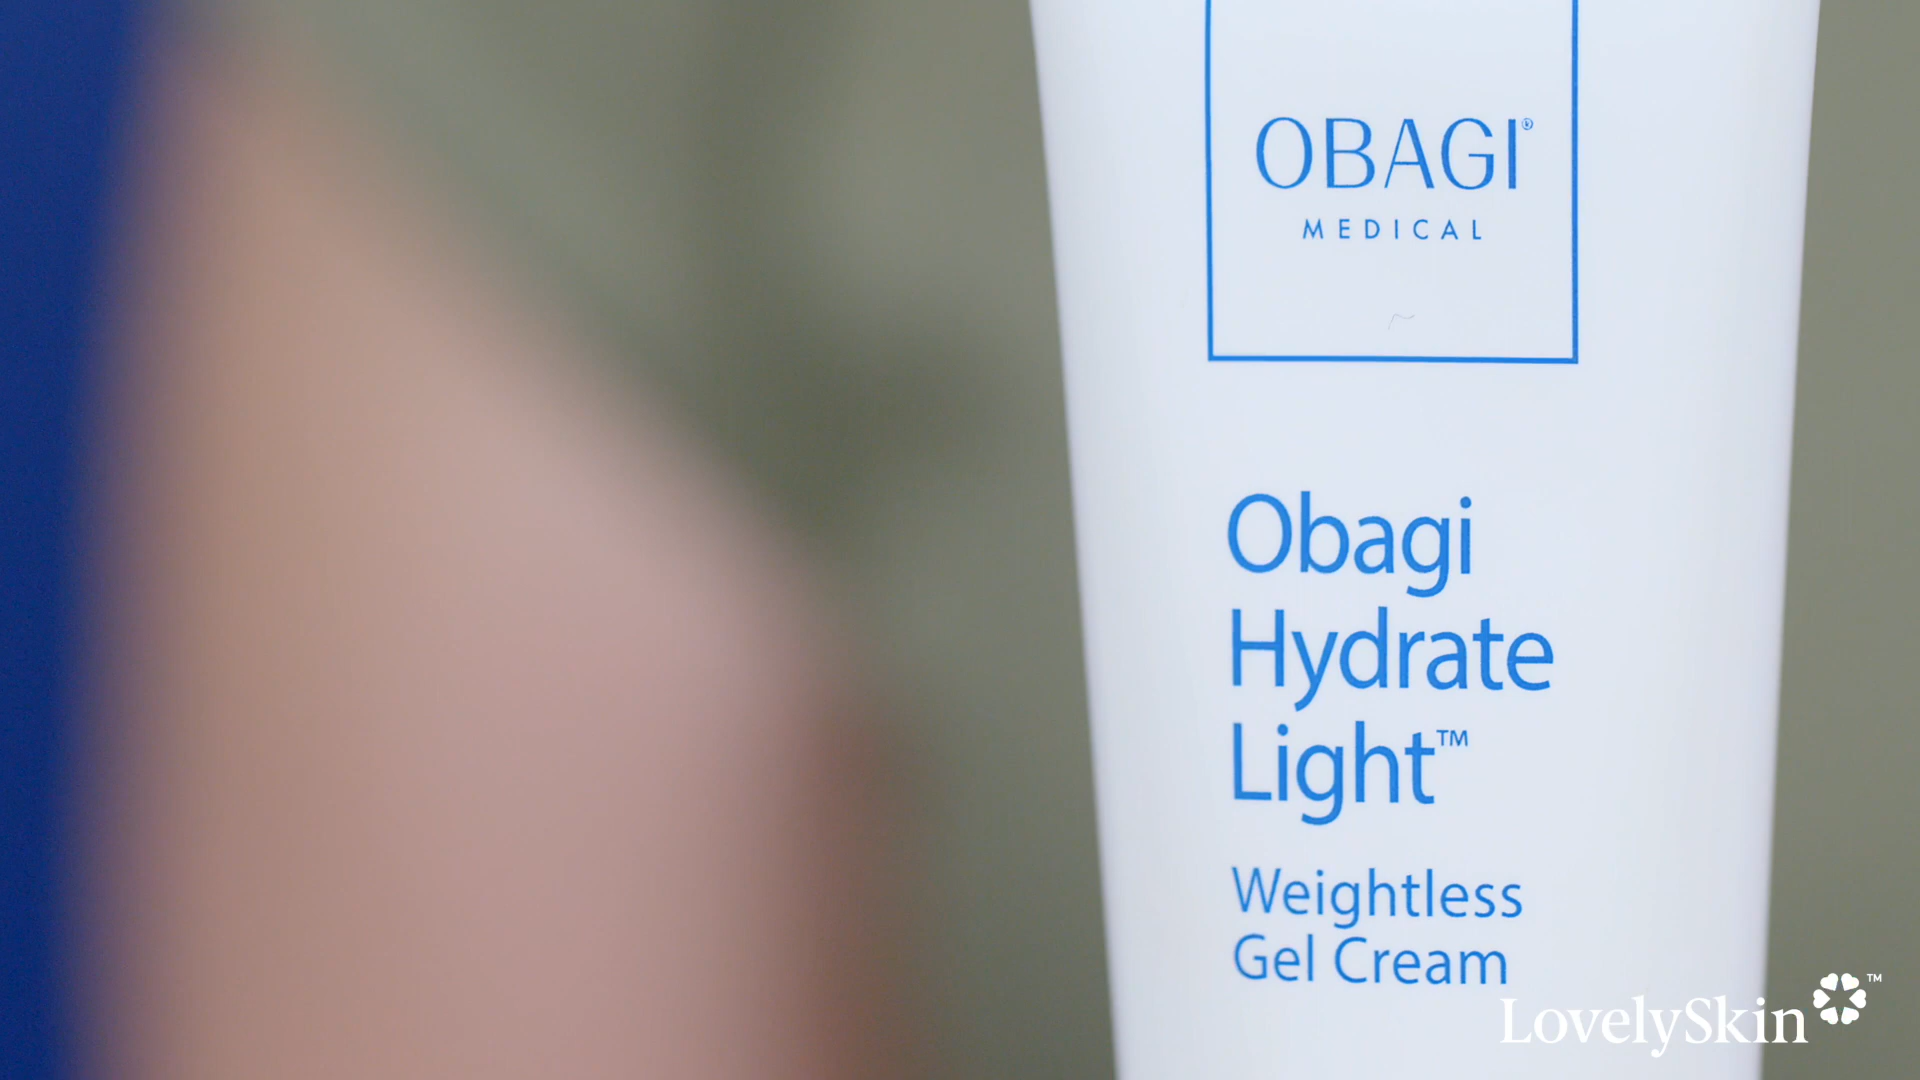 OBAGI®
MEDICAL
Obagi
Hydrate
Light™
Weightless
Gel Cream
LovelySkin™